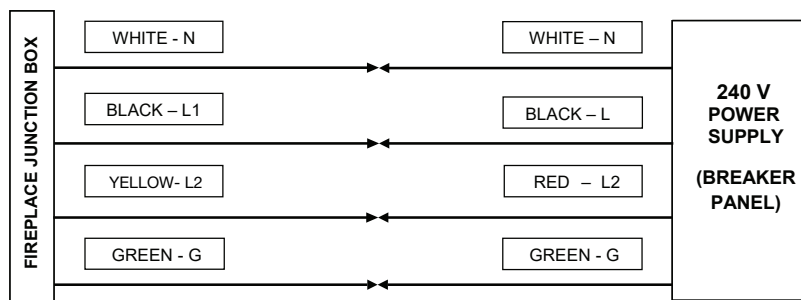 FIREPLACE JUNCTION BOX
WHITE - N
WHITE – N
BLACK – L1
BLACK – L
YELLOW- L2
RED – L2
GREEN - G
GREEN - G
240 V
POWER
SUPPLY
(BREAKER
PANEL)